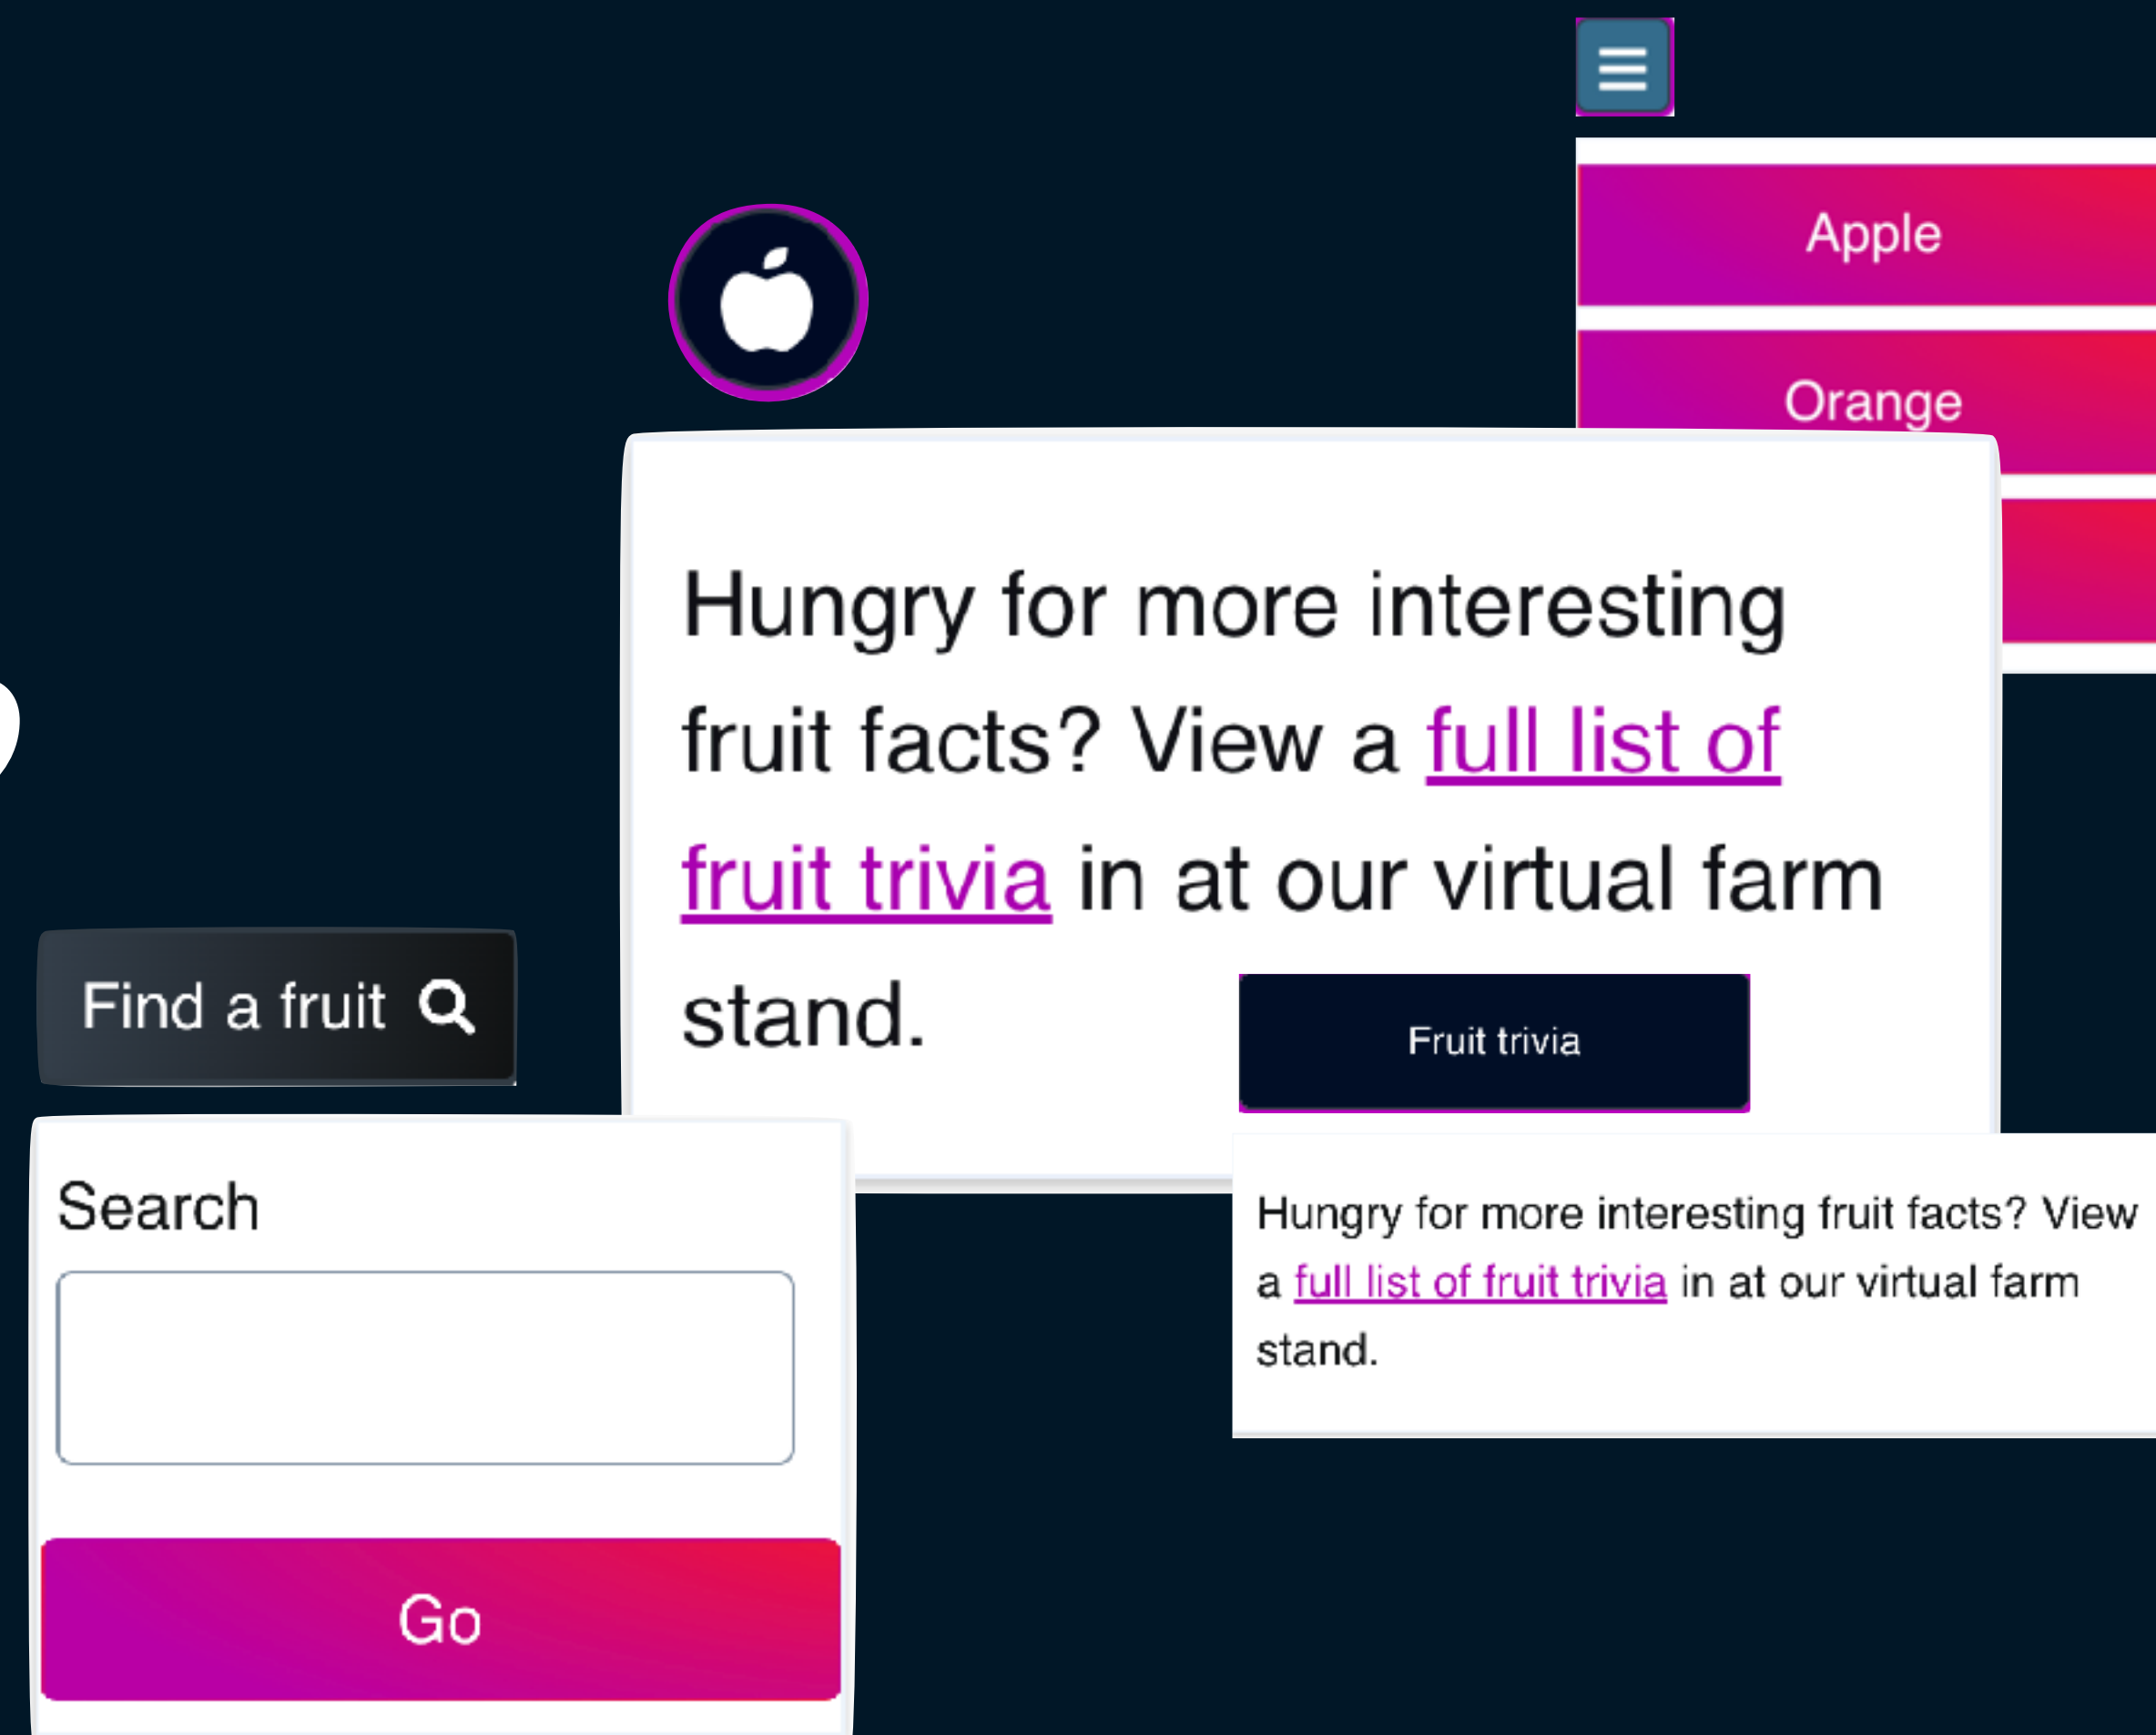 Apple
Orange
Hungry for more interesting
fruit facts? View a full list of
fruit trivia in at our virtual farm
stand.
Find a fruit
Fruit trivia
Search
Go
Hungry for more interesting fruit facts? View
a full list of fruit trivia in at our virtual farm
stand.